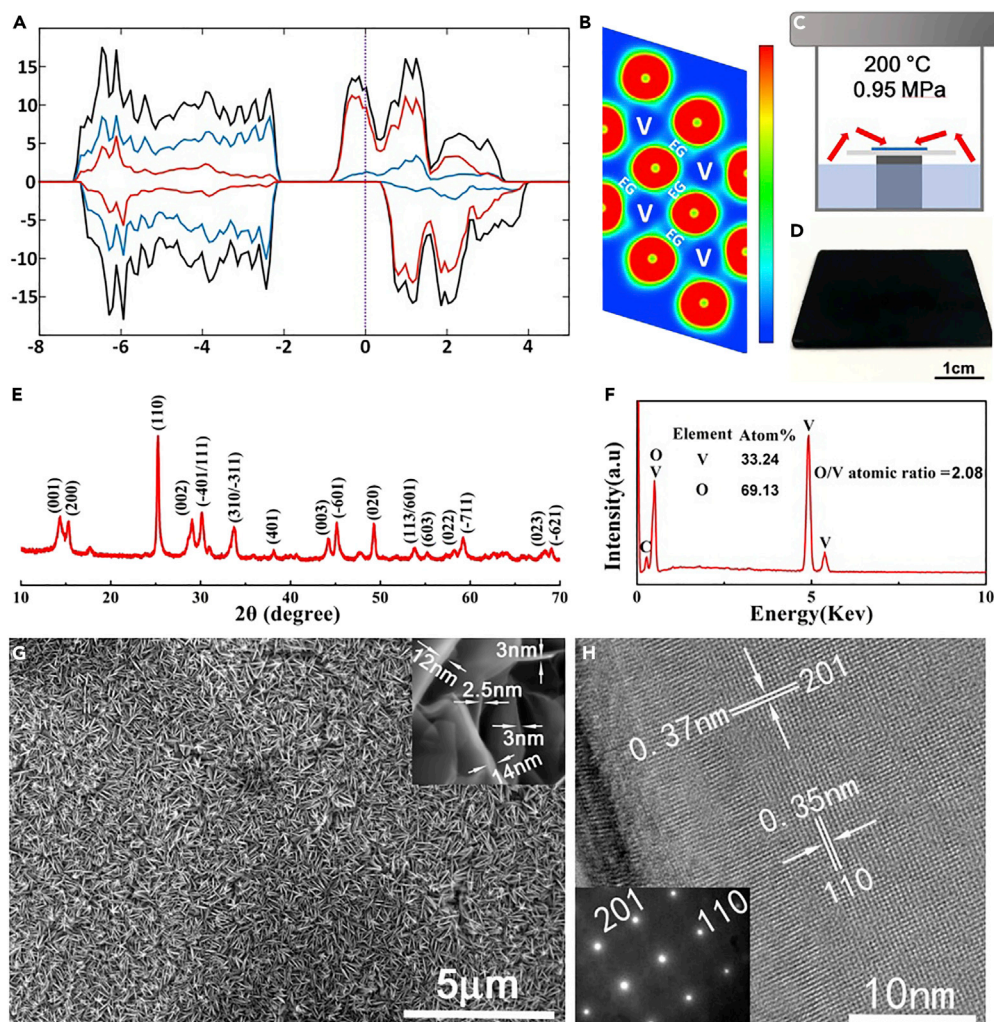 A
15
10
5
0
-5
-10
-15
-8
-6
-4
-2
0
2
4
B
V
EG
V
EG
EG
V
EG
V
C
200 °C
0.95 MPa
D
1cm
E
(001)
(200)
(110)
(002)
(-401/111)
(310/-311)
(401)
(003)
(-601)
(020)
(113/601)
(603)
(022)
(-711)
(023)
(-621)
10
20
30
40
50
60
70
2θ (degree)
F
Intensity(a.u)
C
O
V
V
V
Element Atom%
V 33.24
O 69.13
O/V atomic ratio = 2.08
0
5
10
Energy(Kev)
G
12nm
3nm
2.5nm
3nm
14nm
5μm
H
201
0. 37nm
0. 35nm
110
201
110
10nm